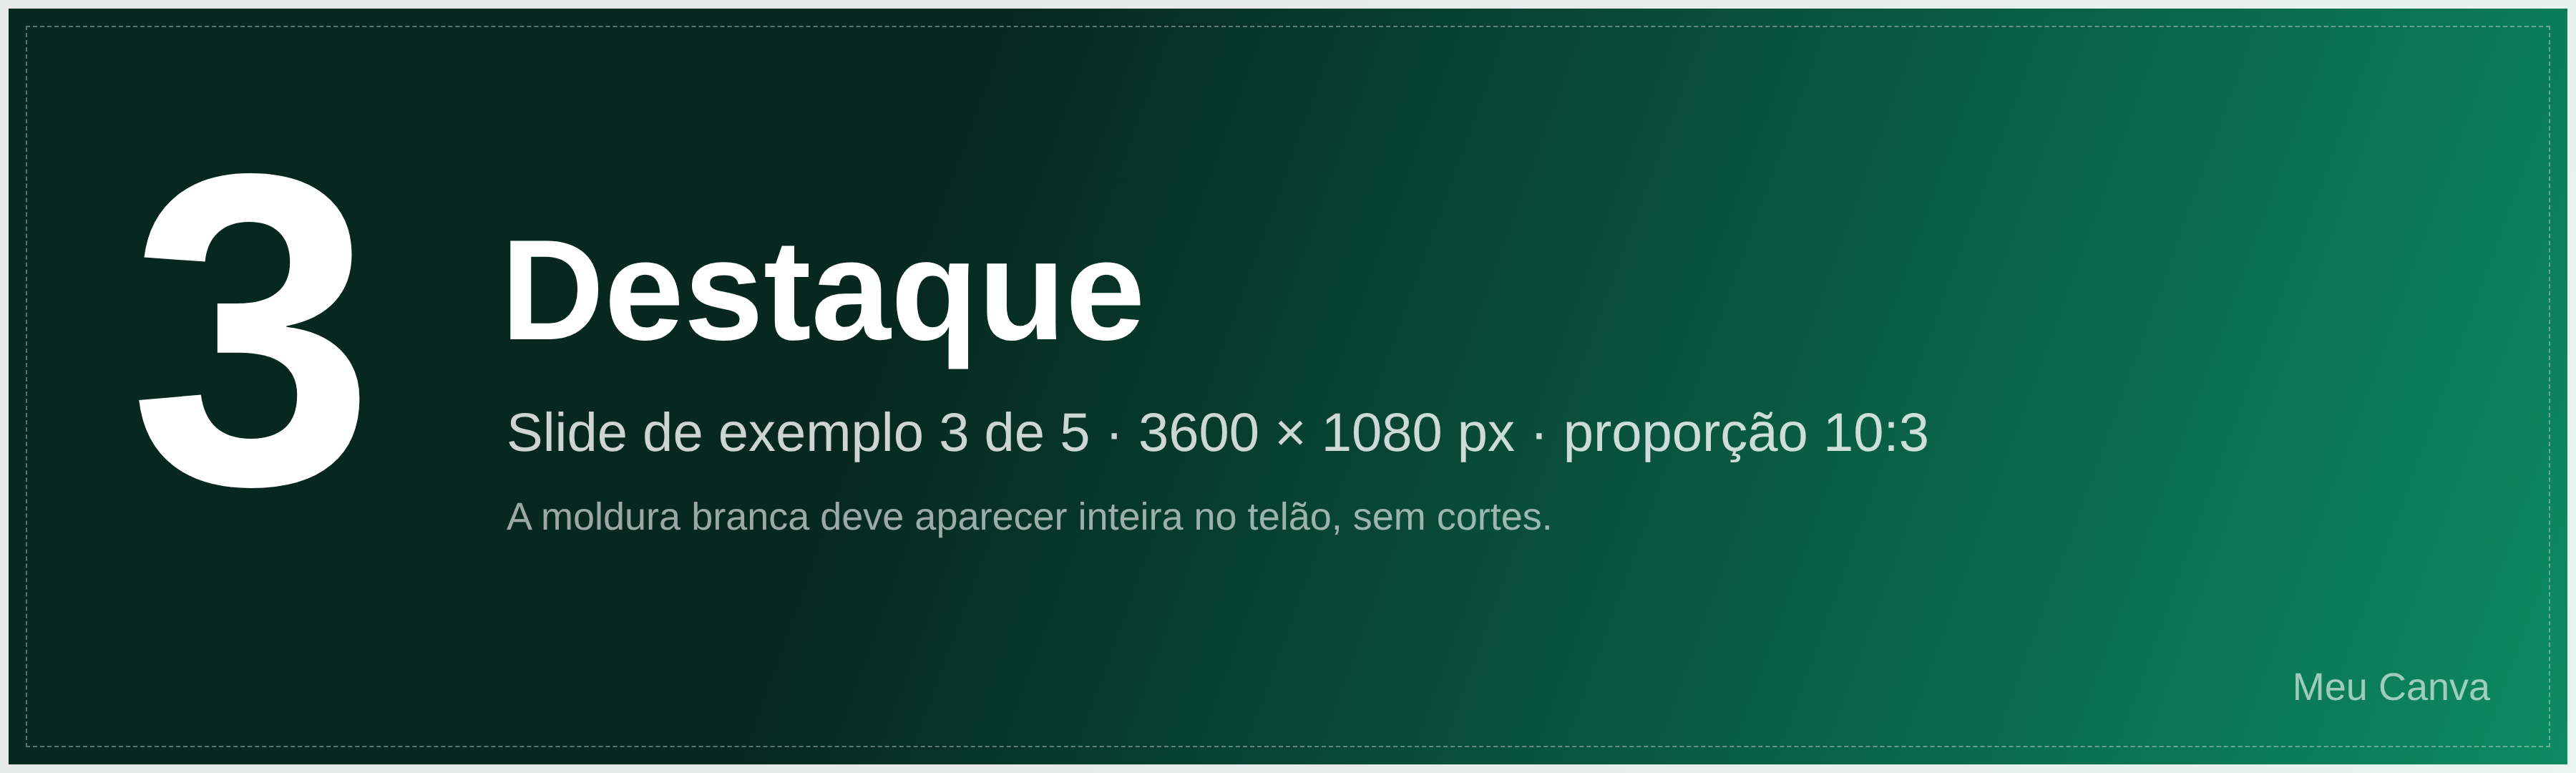 3
Destaque
Slide de exemplo 3 de 5 · 3600 × 1080 px · proporção 10:3
A moldura branca deve aparecer inteira no telão, sem cortes.
Meu Canva